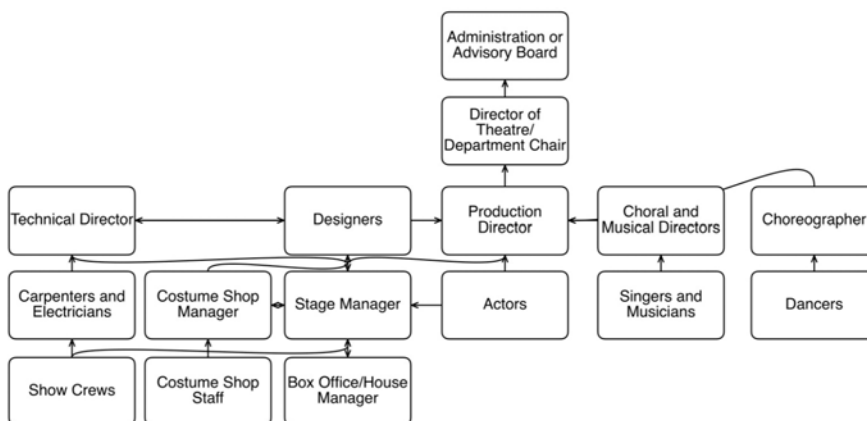 Administration or
Advisory Board
Director of
Theatre/
Department Chair
Technical Director
Designers
Production
Director
Choral and
Musical Directors
Choreographer
Carpenters and
Electricians
Costume Shop
Manager
Stage Manager
Actors
Singers and
Musicians
Dancers
Show Crews
Costume Shop
Staff
Box Office/House
Manager